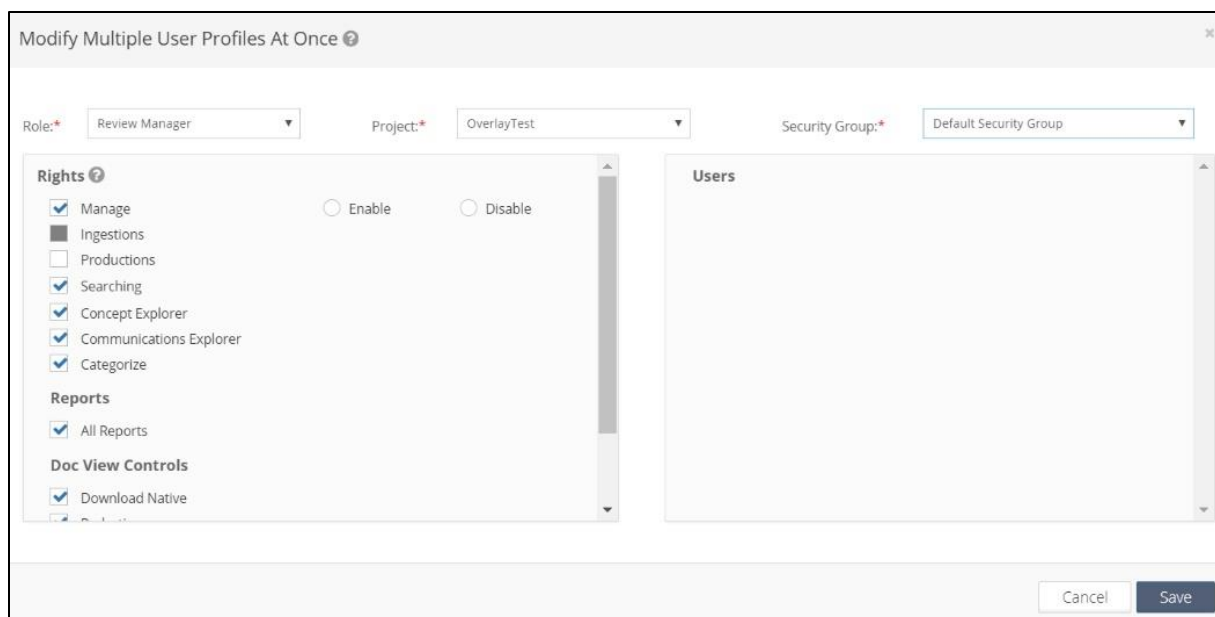 Modify Multiple User Profiles At Once ?
×
Role:* Review Manager Project:* OverlayTest Security Group:* Default Security Group
Rights ?
Manage Enable Disable
Ingestions
Productions
Searching
Concept Explorer
Communications Explorer
Categorize
Reports
All Reports
Doc View Controls
Download Native
Users
Cancel Save